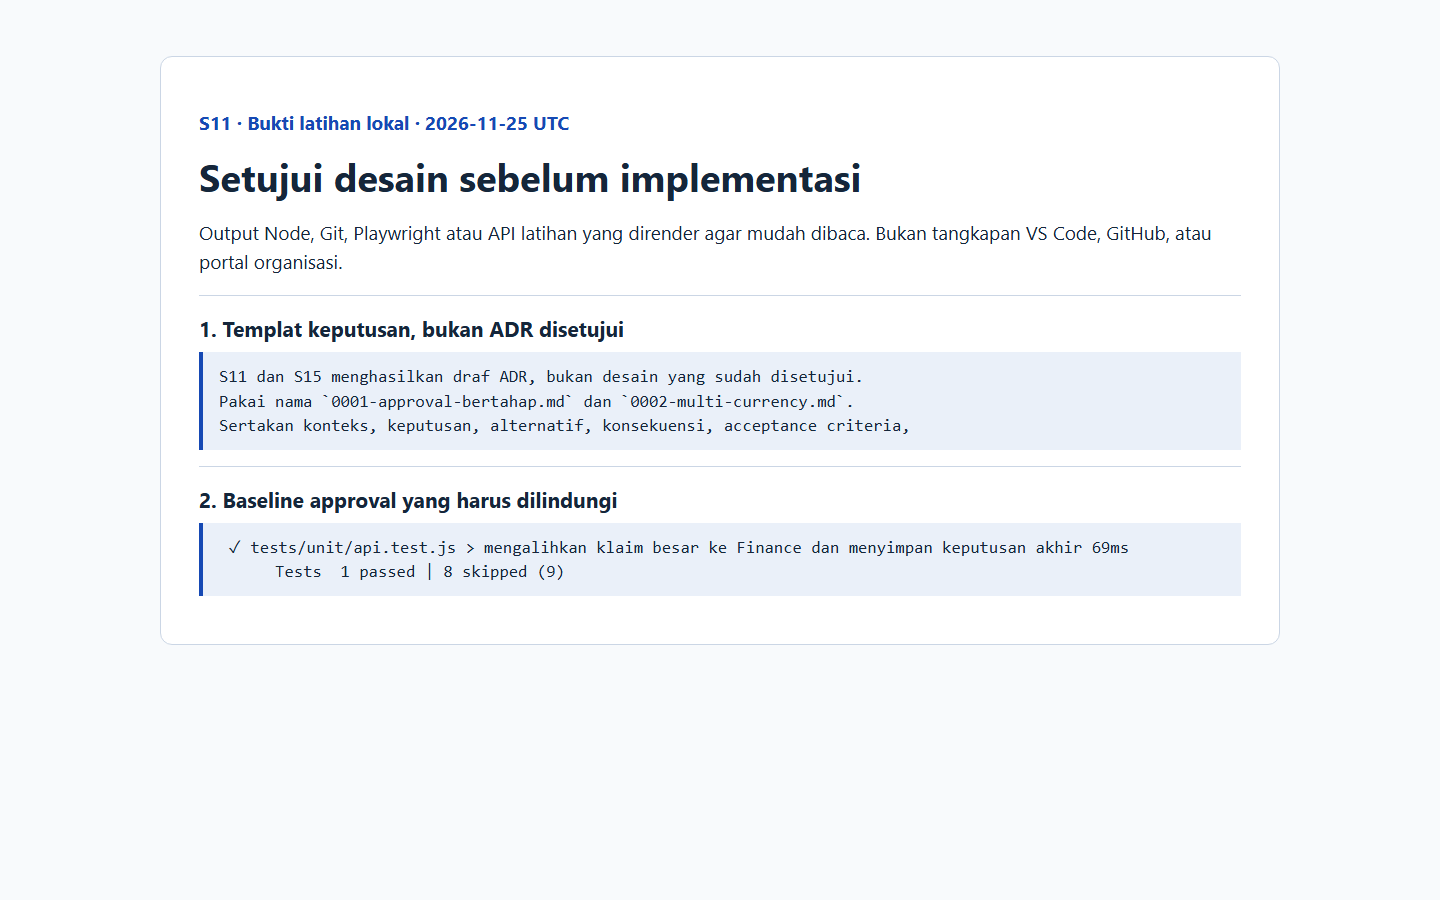 S11 · Bukti latihan lokal · 2026-11-25 UTC
Setujui desain sebelum implementasi
Output Node, Git, Playwright atau API latihan yang dirender agar mudah dibaca. Bukan tangkapan VS Code, GitHub, atau
portal organisasi.
1. Templat keputusan, bukan ADR disetujui
S11 dan S15 menghasilkan draf ADR, bukan desain yang sudah disetujui.
Pakai nama `0001-approval-bertahap.md` dan `0002-multi-currency.md`.
Sertakan konteks, keputusan, alternatif, konsekuensi, acceptance criteria,
2. Baseline approval yang harus dilindungi
✓ tests/unit/api.test.js > mengalihkan klaim besar ke Finance dan menyimpan keputusan akhir 69ms
Tests  1 passed | 8 skipped (9)